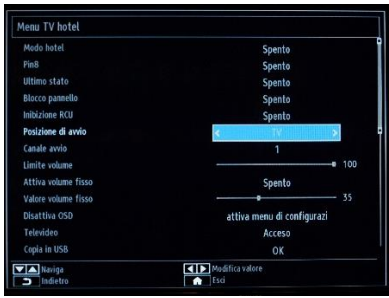 Menu TV hotel
Modo hotel Spento
Pin8 Spento
Ultimo stato Spento
Blocco pannello Spento
Inibizione RCU Spento
Posizione di avvio TV
Canale avvio 1
Limite volume 100
Attiva volume fisso Spento
Valore volume fisso 35
Disattiva OSD attiva menu di configurazi
Televideo Acceso
Copia in USB OK
Naviga Modifica valore
Indietro Esci